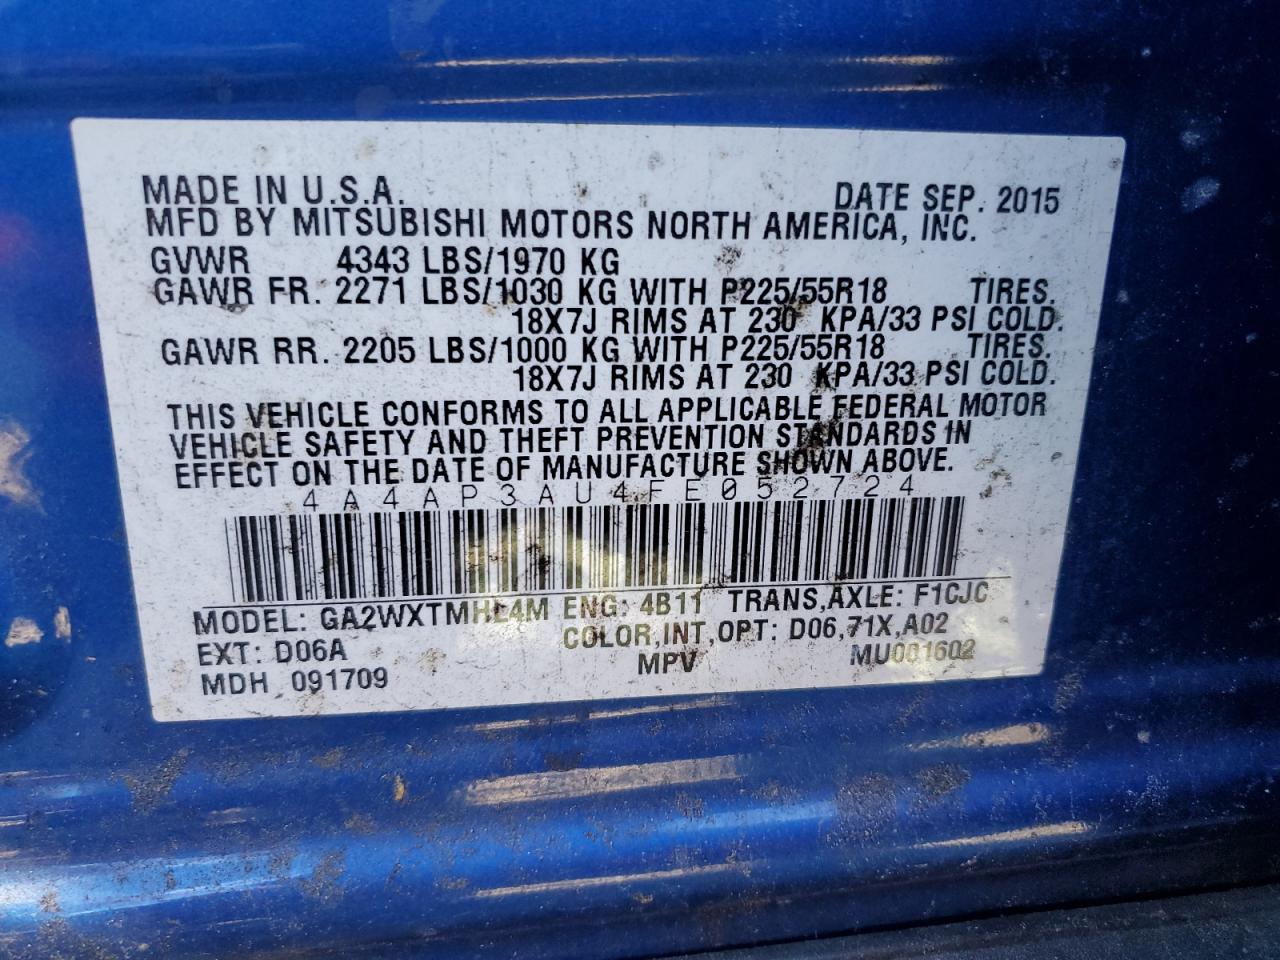 MADE IN U.S.A. DATE SEP. 2015
MFD BY MITSUBISHI MOTORS NORTH AMERICA, INC.
GVWR 4343 LBS/1970 KG
GAWR FR. 2271 LBS/1030 KG WITH P225/55R18 TIRES.
18X7J RIMS AT 230 KPA/33 PSI COLD.
GAWR RR. 2205 LBS/1000 KG WITH P225/55R18 TIRES.
18X7J RIMS AT 230 KPA/33 PSI COLD.
THIS VEHICLE CONFORMS TO ALL APPLICABLE FEDERAL MOTOR
VEHICLE SAFETY AND THEFT PREVENTION STANDARDS IN
EFFECT ON THE DATE OF MANUFACTURE SHOWN ABOVE.
4A4AP3AU4FE052724
MODEL: GA2WXTMHL4M ENG: 4B11 TRANS,AXLE: F1CJC
EXT: D06A COLOR,INT,OPT: D06,71X,A02
MDH 091709 MPV MU001602